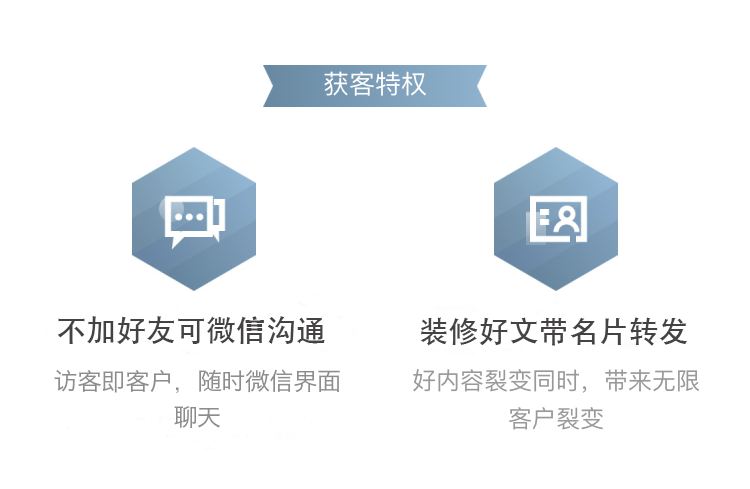 获客特权
不加好友可微信沟通
访客即客户，随时微信界面
聊天
装修好文带名片转发
好内容裂变同时，带来无限
客户裂变